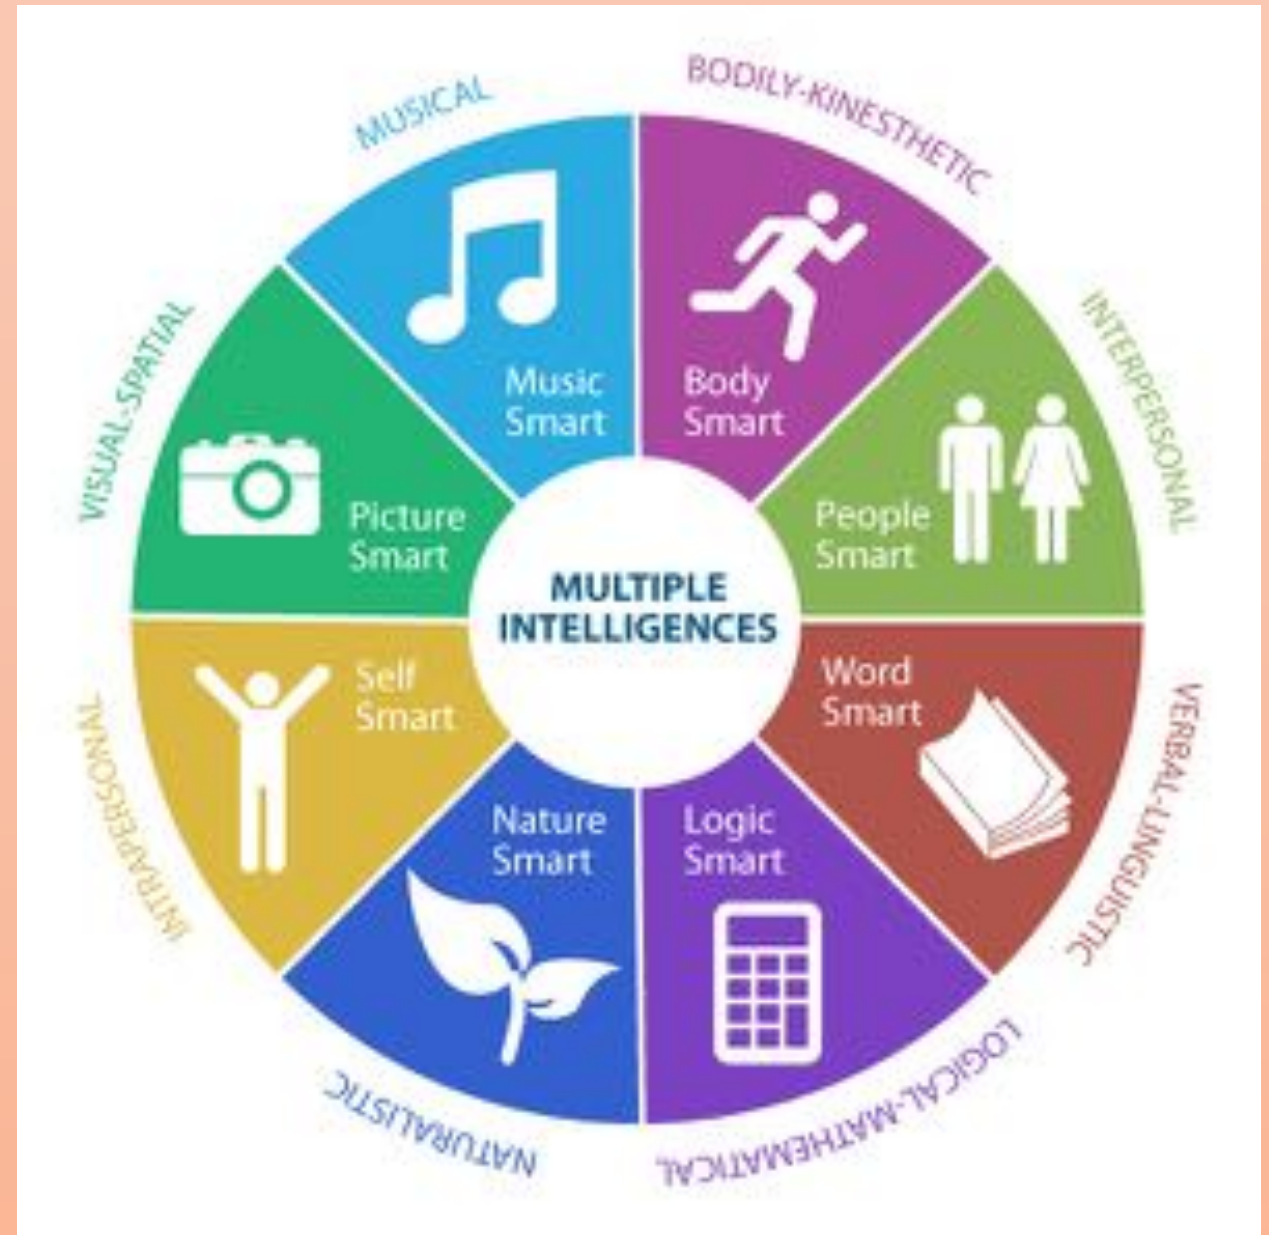 MUSICAL
BODILY-KINESTHETIC
VISUAL-SPATIAL
INTERPERSONAL
Music
Smart
Body
Smart
Picture
Smart
People
Smart
MULTIPLE
INTELLIGENCES
Self
Smart
Word
Smart
INTRAPERSONAL
VERBAL-LINGUISTIC
Nature
Smart
Logic
Smart
NATURALISTIC
LOGICAL-MATHEMATICAL